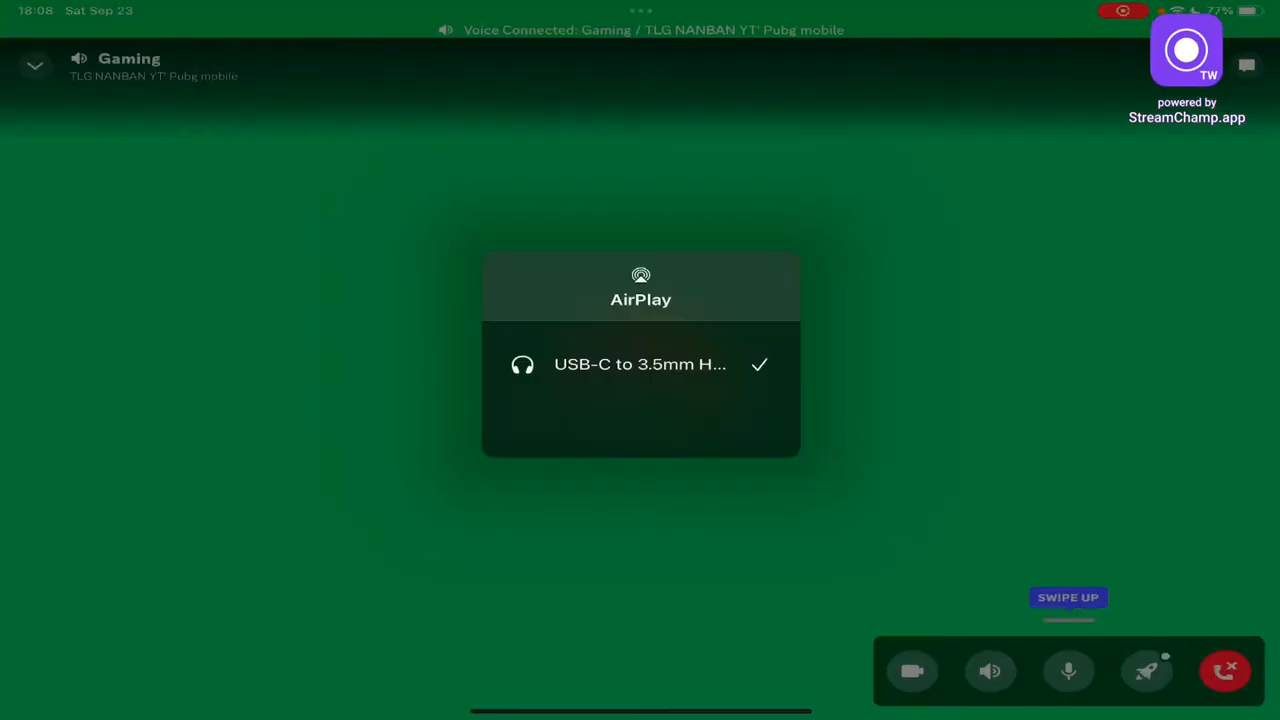 18:08 Sat Sep 23
77%
Voice Connected: Gaming / TLG NANBAN YT' Pubg mobile
Gaming
TLG NANBAN YT' Pubg mobile
TW
powered by
StreamChamp.app
AirPlay
USB-C to 3.5mm H...
SWIPE UP